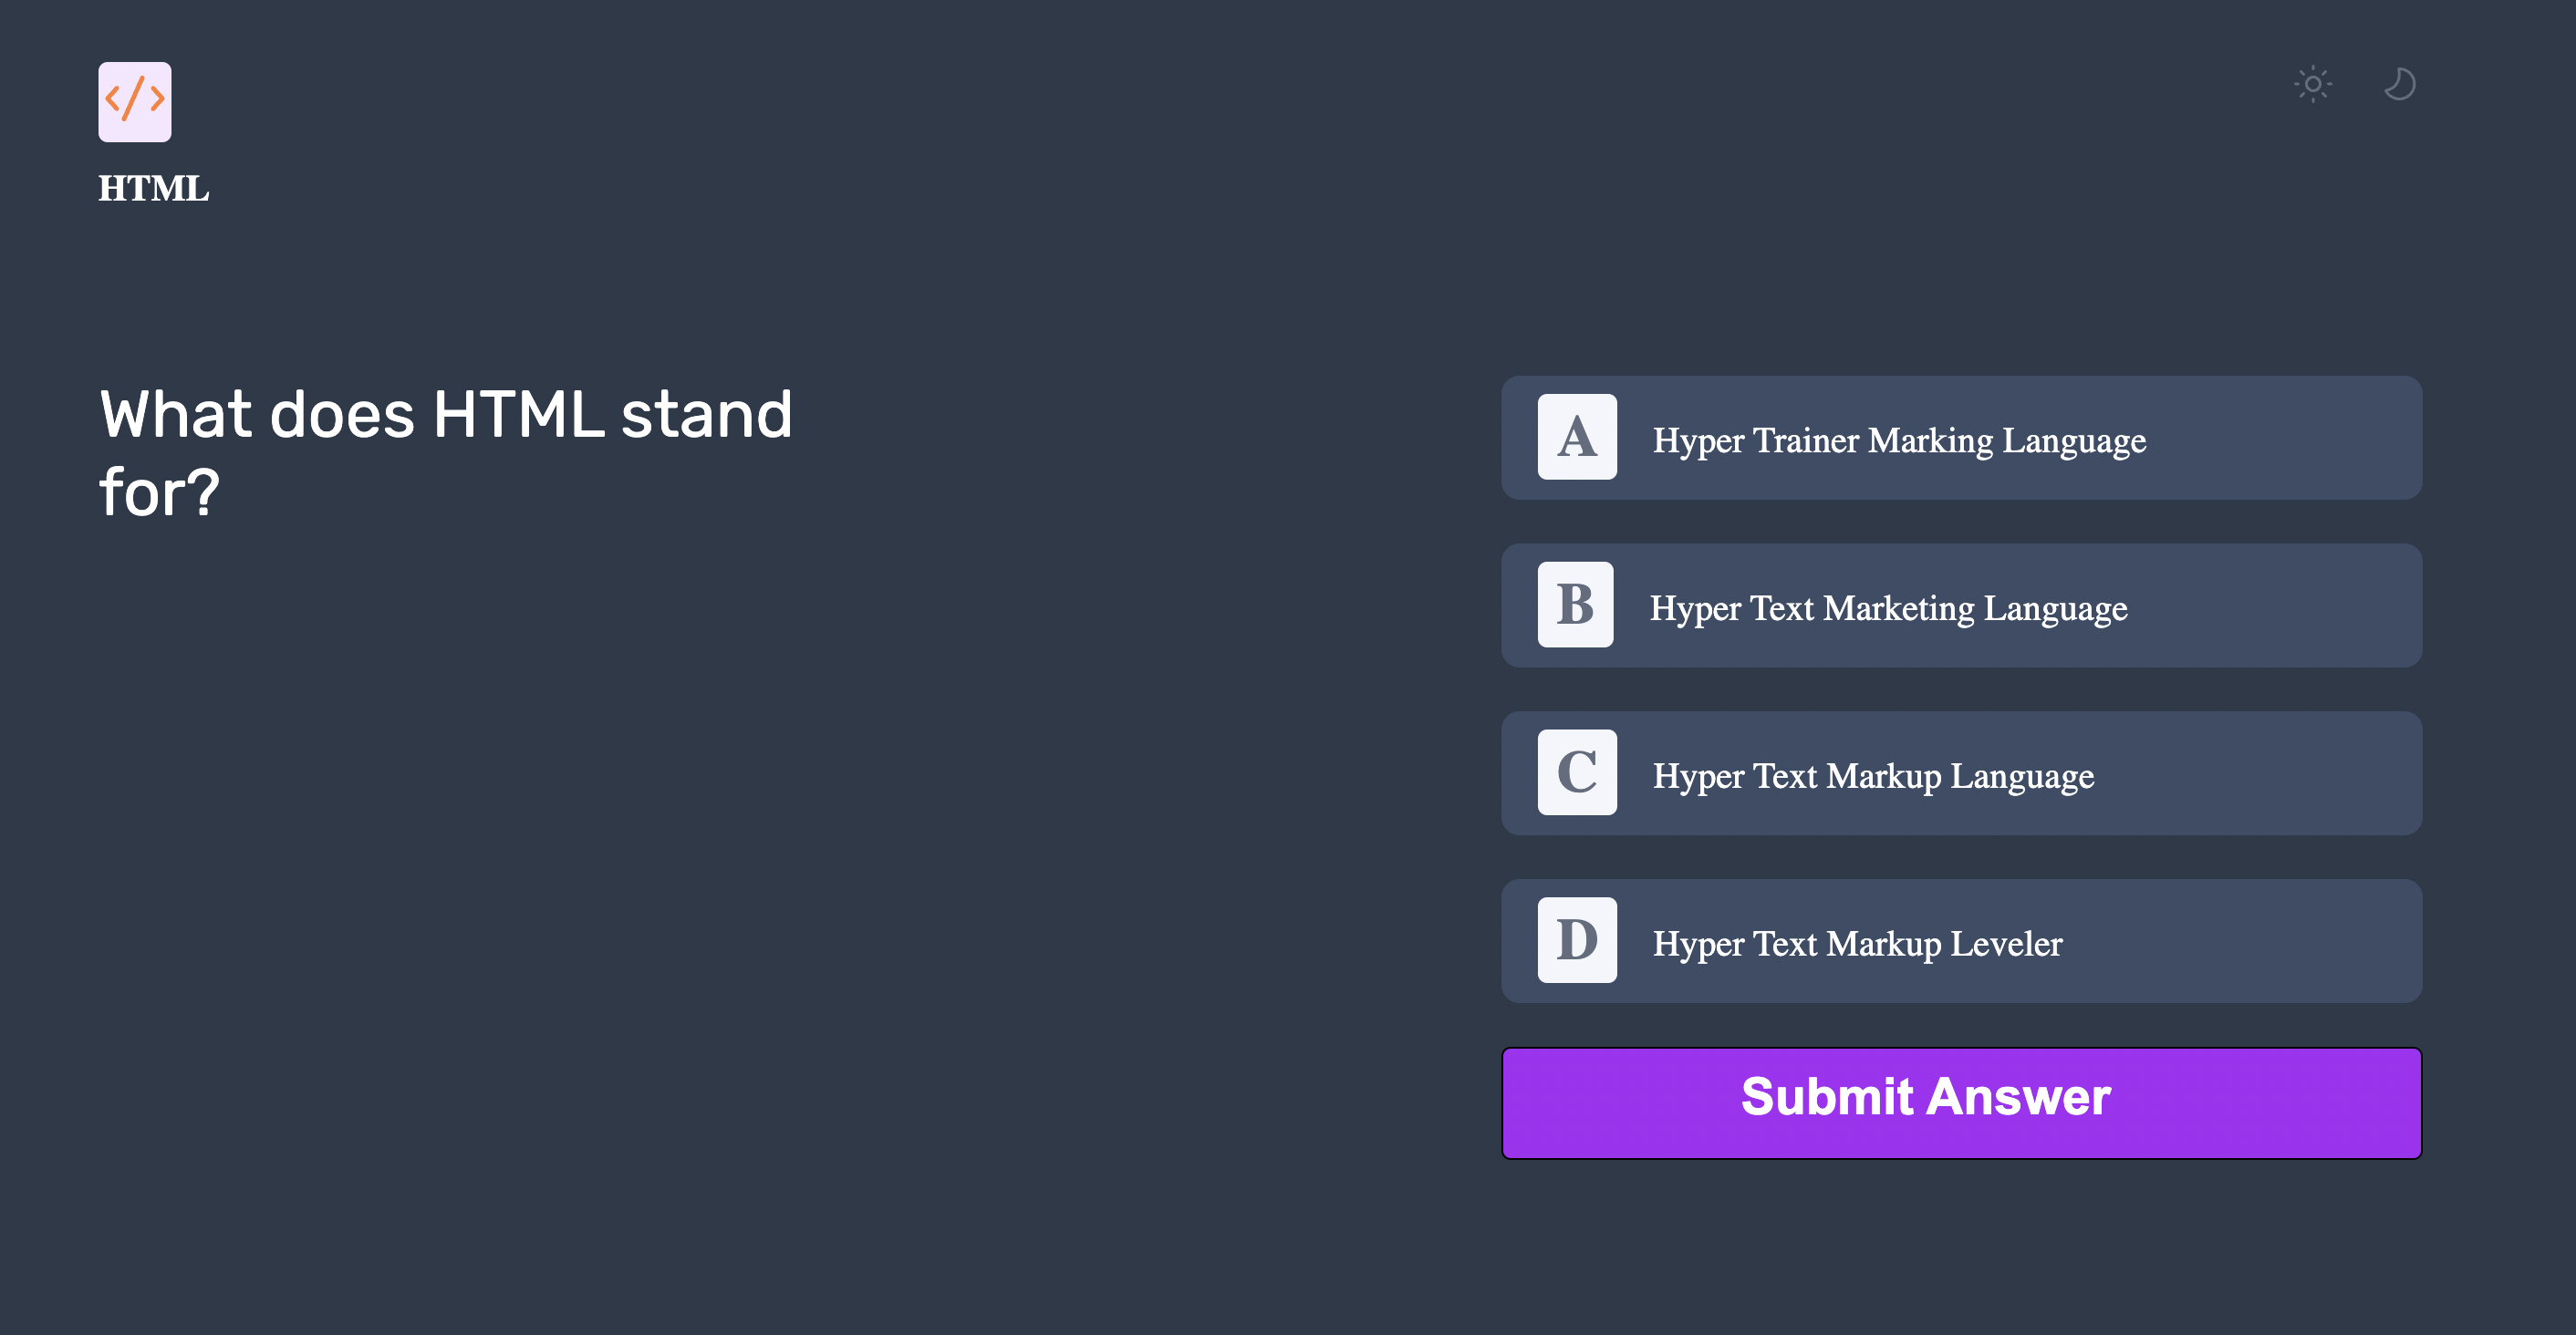 </>
HTML
What does HTML stand
for?
A Hyper Trainer Marking Language
B Hyper Text Marketing Language
C Hyper Text Markup Language
D Hyper Text Markup Leveler
Submit Answer